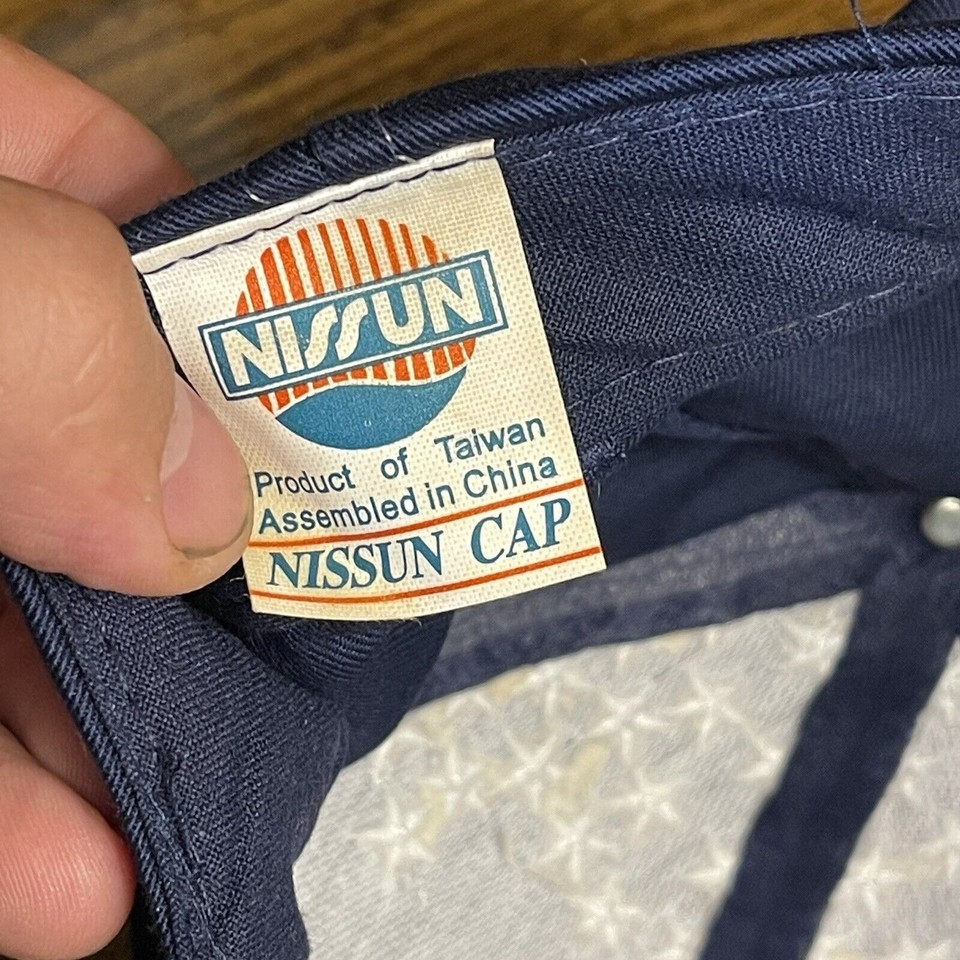 NISSUN
Product of Taiwan
Assembled in China
NISSUN CAP